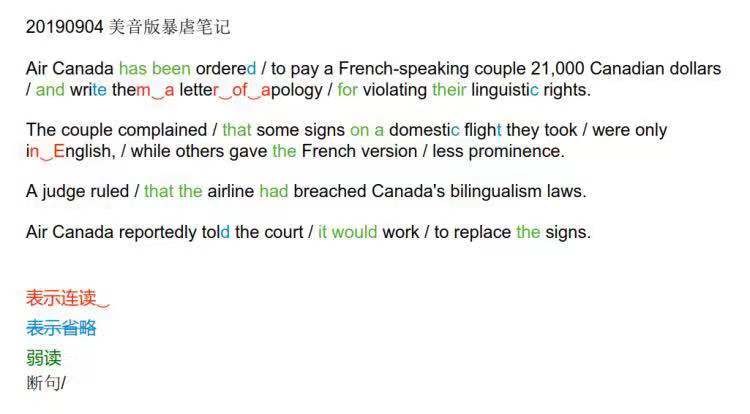 20190904 美音版暴虐笔记
Air Canada has been ordered / to pay a French-speaking couple 21,000 Canadian dollars
/ and write them‿a letter‿of‿apology / for violating their linguistic rights.
The couple complained / that some signs on a domestic flight they took / were only
in‿English, / while others gave the French version / less prominence.
A judge ruled / that the airline had breached Canada's bilingualism laws.
Air Canada reportedly told the court / it would work / to replace the signs.
表示连读‿
表示省略
弱读
断句/